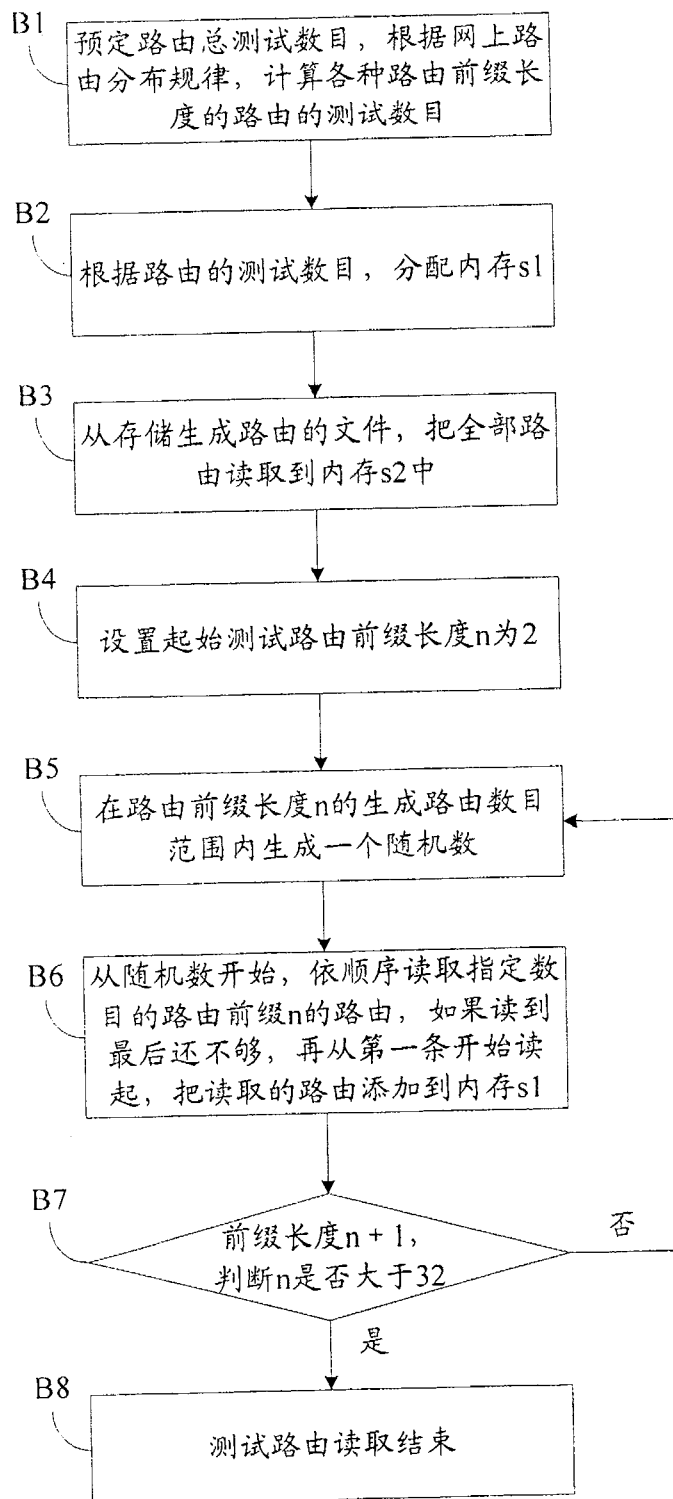 B1
预定路由总测试数目，根据网上路
由分布规律，计算各种路由前缀长
度的路由的测试数目
B2
根据路由的测试数目，分配内存s1
B3
从存储生成路由的文件，把全部路
由读取到内存s2中
B4
设置起始测试路由前缀长度n为2
B5
在路由前缀长度n的生成路由数目
范围内生成一个随机数
B6
从随机数开始，依顺序读取指定数
目的路由前缀n的路由，如果读到
最后还不够，再从第一条开始读
起，把读取的路由添加到内存s1
B7
前缀长度n + 1，
判断n是否大于32
否
是
B8
测试路由读取结束